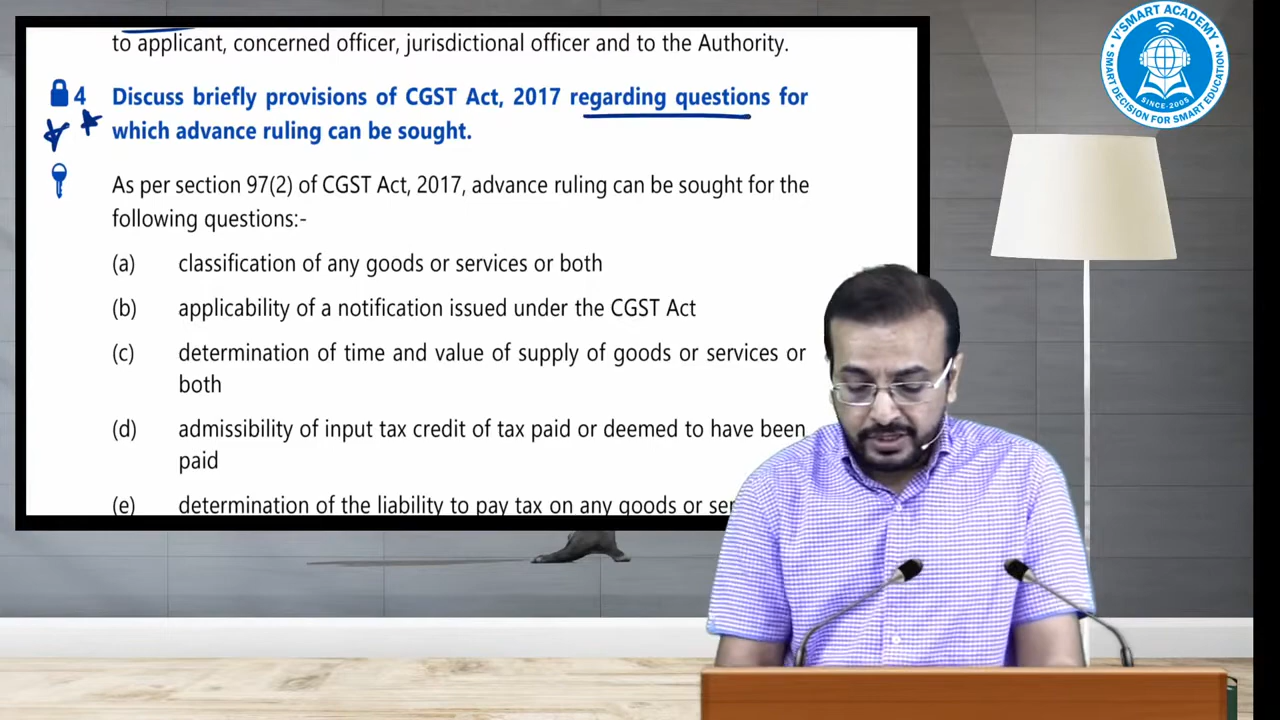 to applicant, concerned officer, jurisdictional officer and to the Authority.
4 Discuss briefly provisions of CGST Act, 2017 regarding questions for
which advance ruling can be sought.
As per section 97(2) of CGST Act, 2017, advance ruling can be sought for the
following questions:-
(a) classification of any goods or services or both
(b) applicability of a notification issued under the CGST Act
(c) determination of time and value of supply of goods or services or
both
(d) admissibility of input tax credit of tax paid or deemed to have been
paid
(e) determination of the liability to pay tax on any goods or
V'SMART ACADEMY
SINCE-2005
SMART DECISION FOR SMART EDUCATION